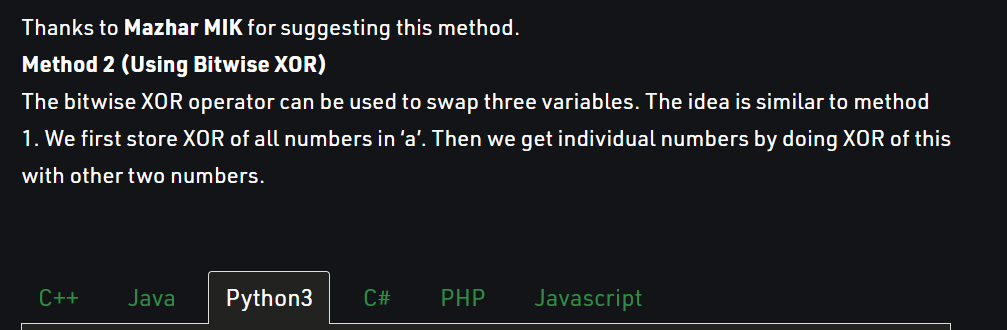 Thanks to Mazhar MIK for suggesting this method.
Method 2 (Using Bitwise XOR)
The bitwise XOR operator can be used to swap three variables. The idea is similar to method
1. We first store XOR of all numbers in ‘a’. Then we get individual numbers by doing XOR of this
with other two numbers.
C++ Java Python3 C# PHP Javascript